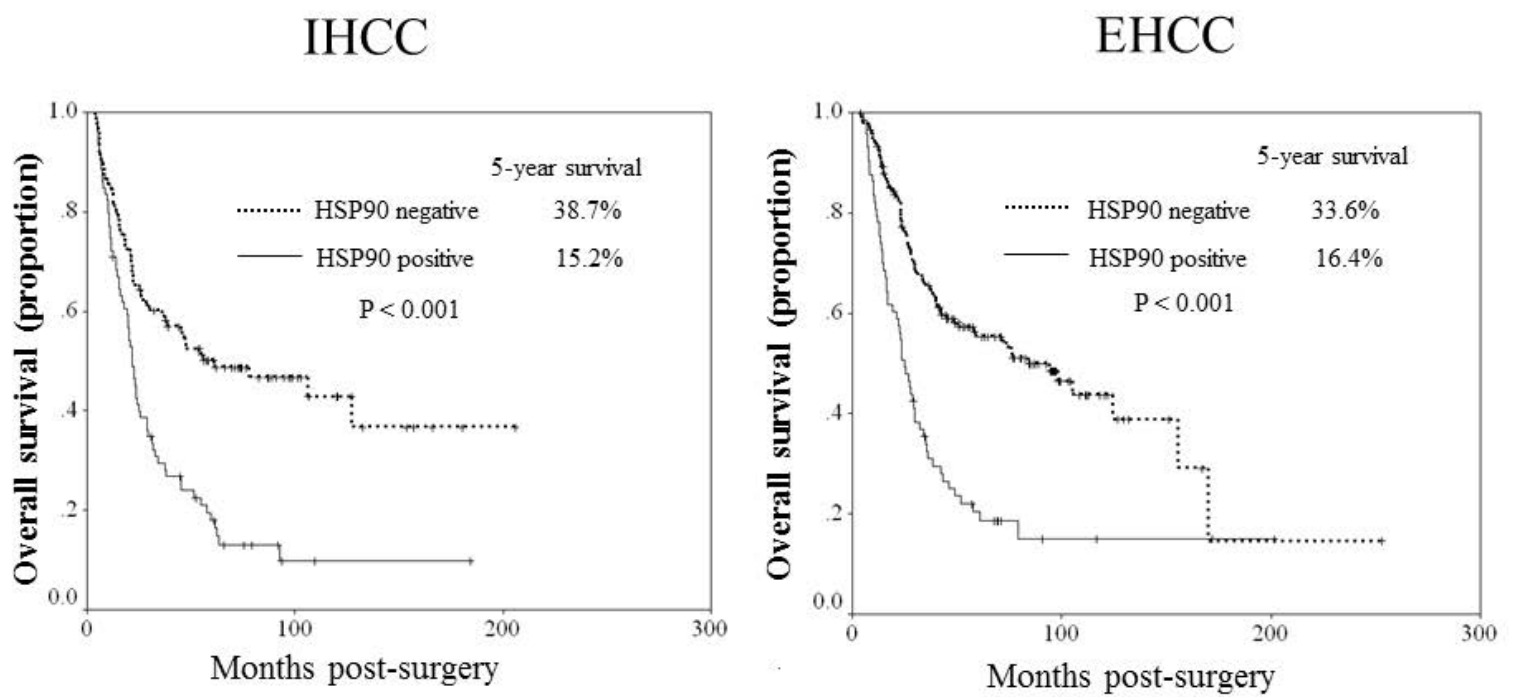 IHCC
Overall survival (proportion)
1.0
.8
.6
.4
.2
0.0
5-year survival
HSP90 negative 38.7%
HSP90 positive 15.2%
P < 0.001
0 100 200 300
Months post-surgery
EHCC
Overall survival (proportion)
1.0
.8
.6
.4
.2
0.0
5-year survival
HSP90 negative 33.6%
HSP90 positive 16.4%
P < 0.001
0 100 200 300
Months post-surgery